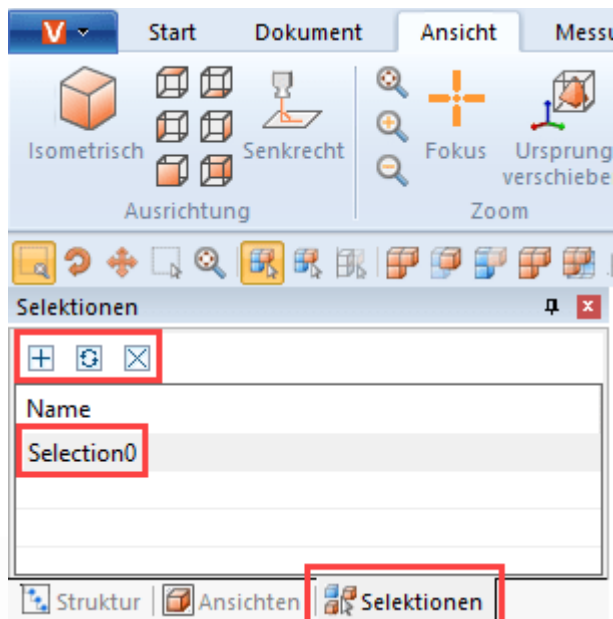 V Start Dokument Ansicht Messu
Isometrisch Senkrecht Fokus Ursprung
verschiebe
Ausrichtung Zoom
Selektionen
Name
Selection0
Struktur Ansichten Selektionen